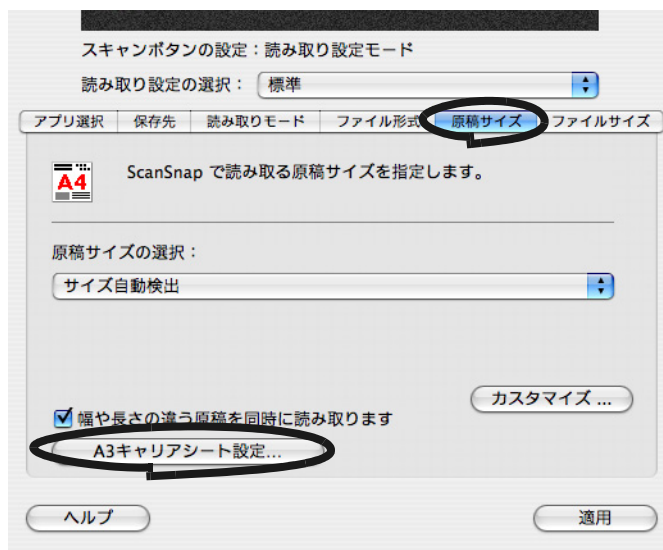 スキャンボタンの設定：読み取り設定モード
読み取り設定の選択： 標準
アプリ選択 保存先 読み取りモード ファイル形式 原稿サイズ ファイルサイズ
A4 ScanSnap で読み取る原稿サイズを指定します。
原稿サイズの選択：
サイズ自動検出
カスタマイズ ...
幅や長さの違う原稿を同時に読み取ります
A3キャリアシート設定...
ヘルプ 適用